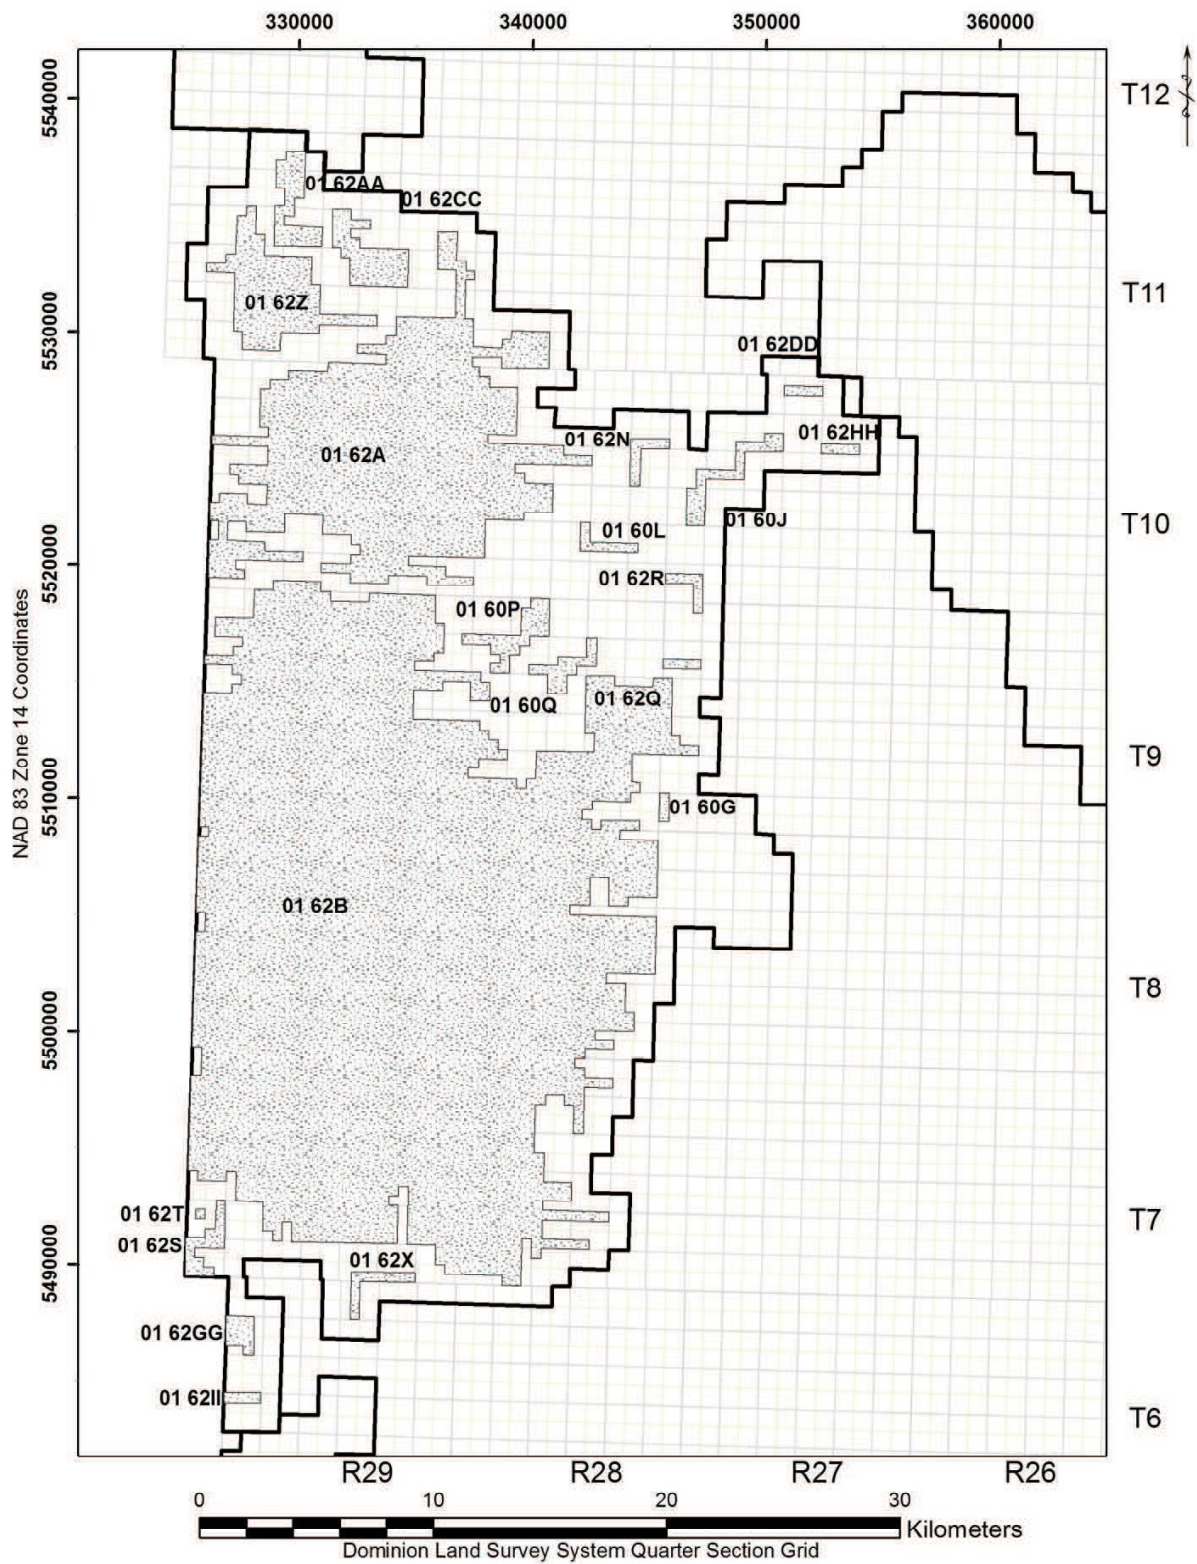 330000 340000 350000 360000
5540000
T12
01 62AA
01 62CC
T11
01 62Z
5530000
01 62DD
01 62N
01 62HH
01 62A
01 60J
T10
01 60L
5520000
01 62R
01 60P
01 62Q
01 60Q
NAD 83 Zone 14 Coordinates
T9
5510000
01 60G
01 62B
T8
5500000
01 62T
T7
01 62S
01 62X
5490000
01 62GG
01 62II
T6
R29 R28 R27 R26
0 10 20 30
Kilometers
Dominion Land Survey System Quarter Section Grid